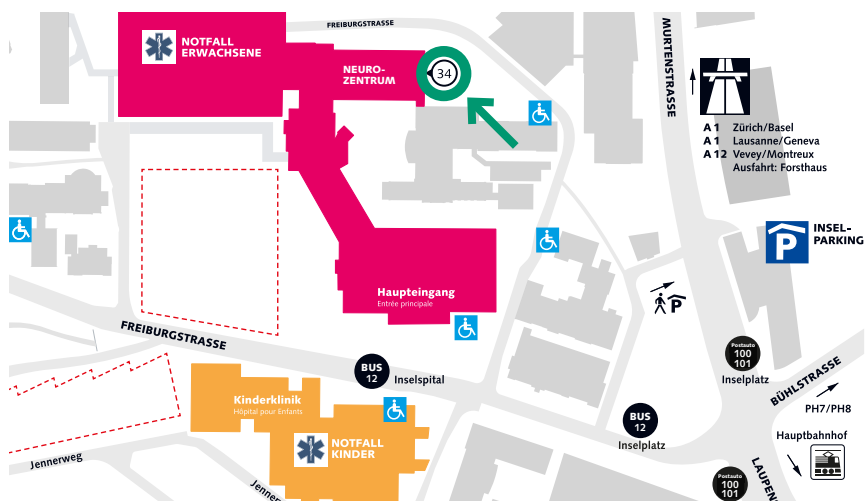 FREIBURGSTRASSE
NOTFALL
ERWACHSENE
NEURO-
ZENTRUM
34
MURTENSTRASSE
A 1 Zürich/Basel
A 1 Lausanne/Geneva
A 12 Vevey/Montreux
Ausfahrt: Forsthaus
P
INSEL-
PARKING
Haupteingang
Entrée principale
P
FREIBURGSTRASSE
BUS
12
Inselspital
Postauto
100
101
Inselplatz
BÜHLSTRASSE
PH7/PH8
Kinderklinik
Hôpital pour Enfants
NOTFALL
KINDER
BUS
12
Inselplatz
Hauptbahnhof
Jennerweg
Jenner
Postauto
100
101
LAUPEN